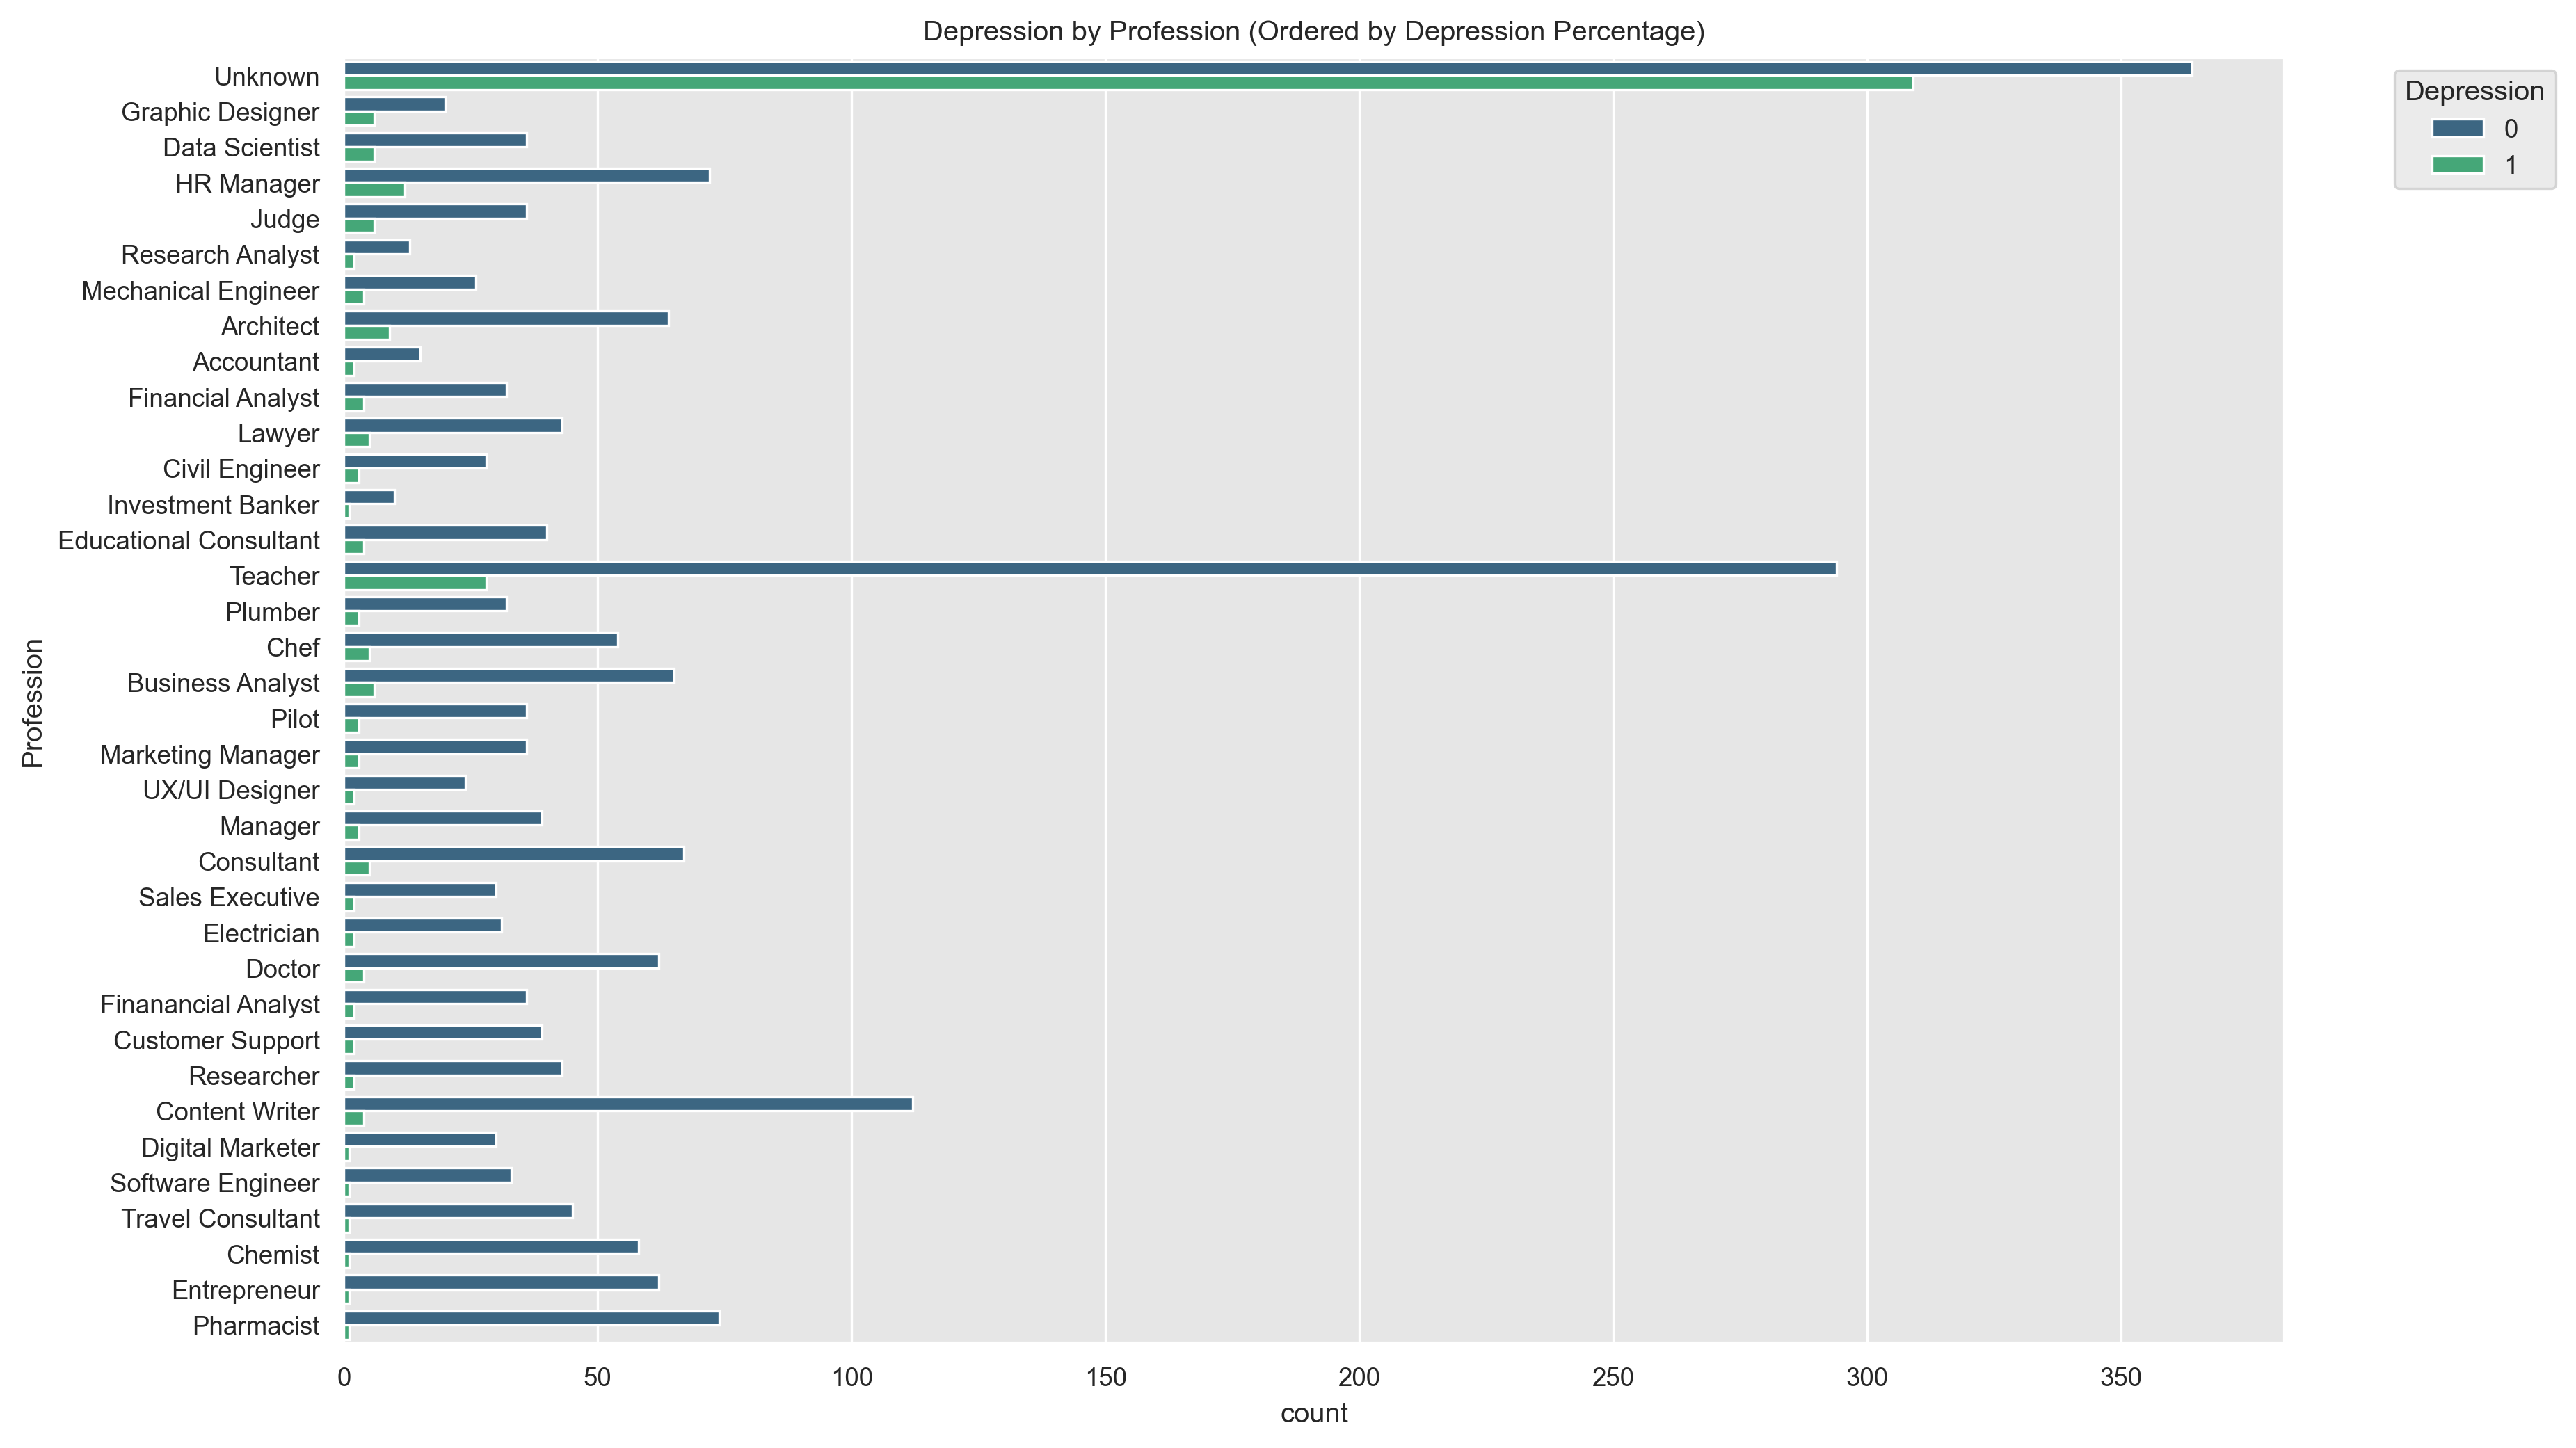 Depression by Profession (Ordered by Depression Percentage)
Depression
0
1
Profession
Unknown
Graphic Designer
Data Scientist
HR Manager
Judge
Research Analyst
Mechanical Engineer
Architect
Accountant
Financial Analyst
Lawyer
Civil Engineer
Investment Banker
Educational Consultant
Teacher
Plumber
Chef
Business Analyst
Pilot
Marketing Manager
UX/UI Designer
Manager
Consultant
Sales Executive
Electrician
Doctor
Finanancial Analyst
Customer Support
Researcher
Content Writer
Digital Marketer
Software Engineer
Travel Consultant
Chemist
Entrepreneur
Pharmacist
0 50 100 150 200 250 300 350
count